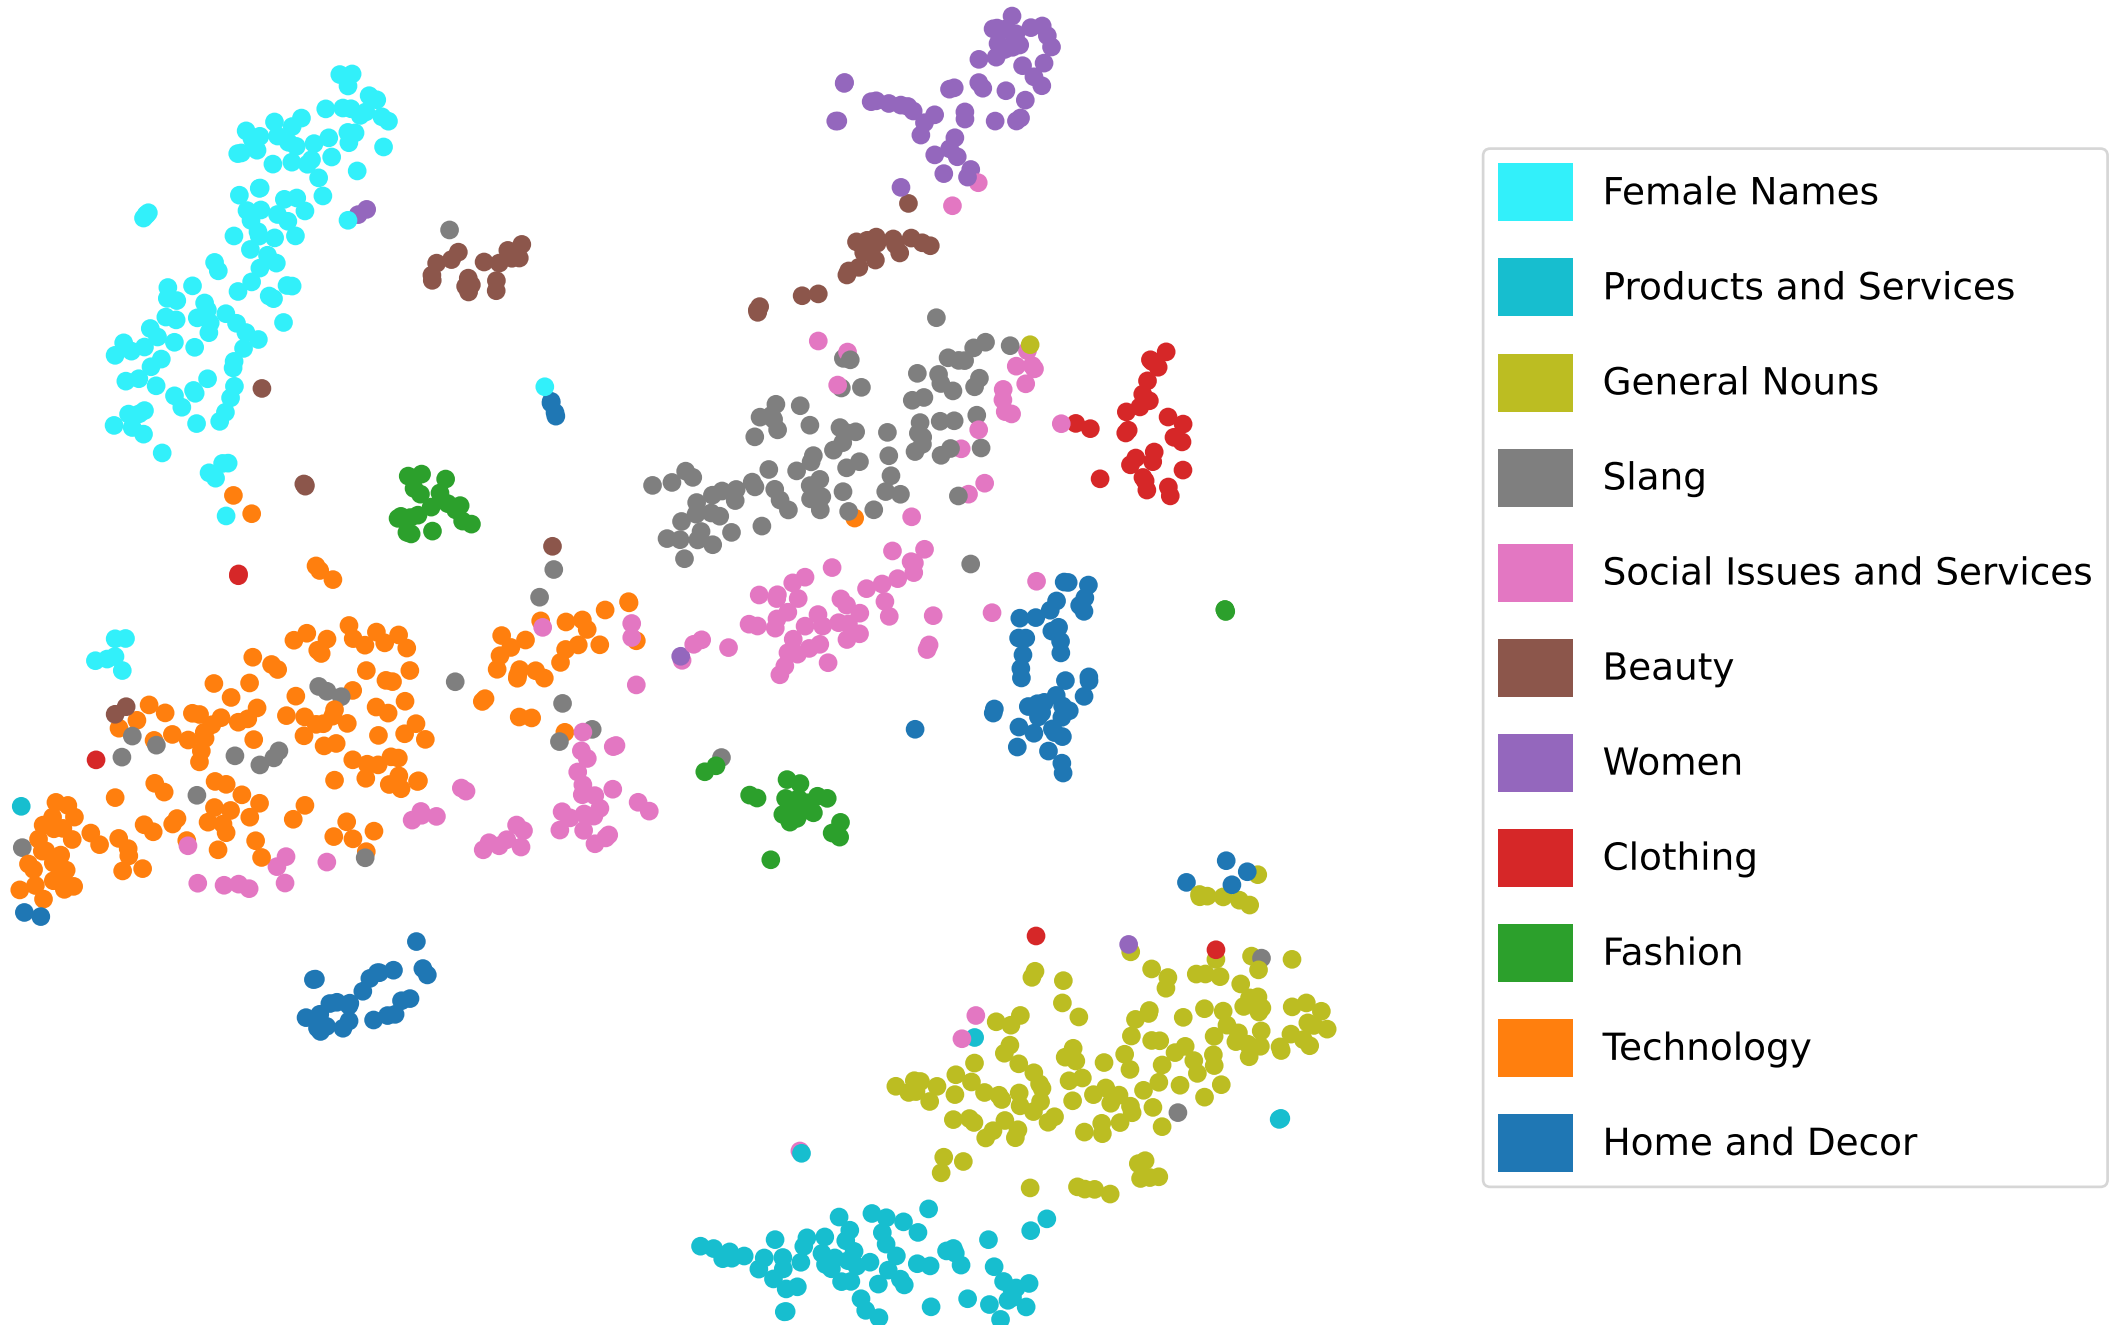 Female Names
Products and Services
General Nouns
Slang
Social Issues and Services
Beauty
Women
Clothing
Fashion
Technology
Home and Decor